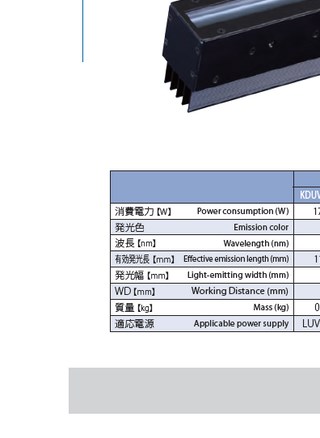 KDUV
消費電力【W】 Power consumption (W) 17
発光色 Emission color
波長【nm】 Wavelength (nm)
有効発光長【mm】 Effective emission length (mm) 11
発光幅【mm】 Light-emitting width (mm)
WD【mm】 Working Distance (mm)
質量【kg】 Mass (kg) 0
適応電源 Applicable power supply LUV